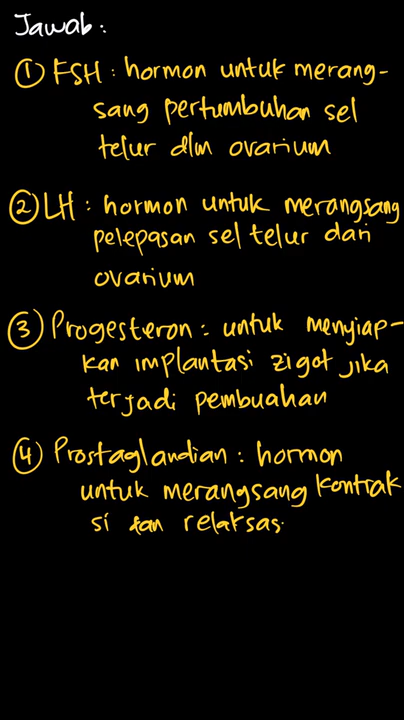 Jawab :
① FSH : hormon untuk merang-
sang pertumbuhan sel
telur dlm ovarium
② LH : hormon untuk merangsang
pelepasan sel telur dari
ovarium
③ Progesteron : untuk menyiap-
kan implantasi zigot jika
terjadi pembuahan
④ Prostaglandian : hormon
untuk merangsang kontrak
si dan relaksas.